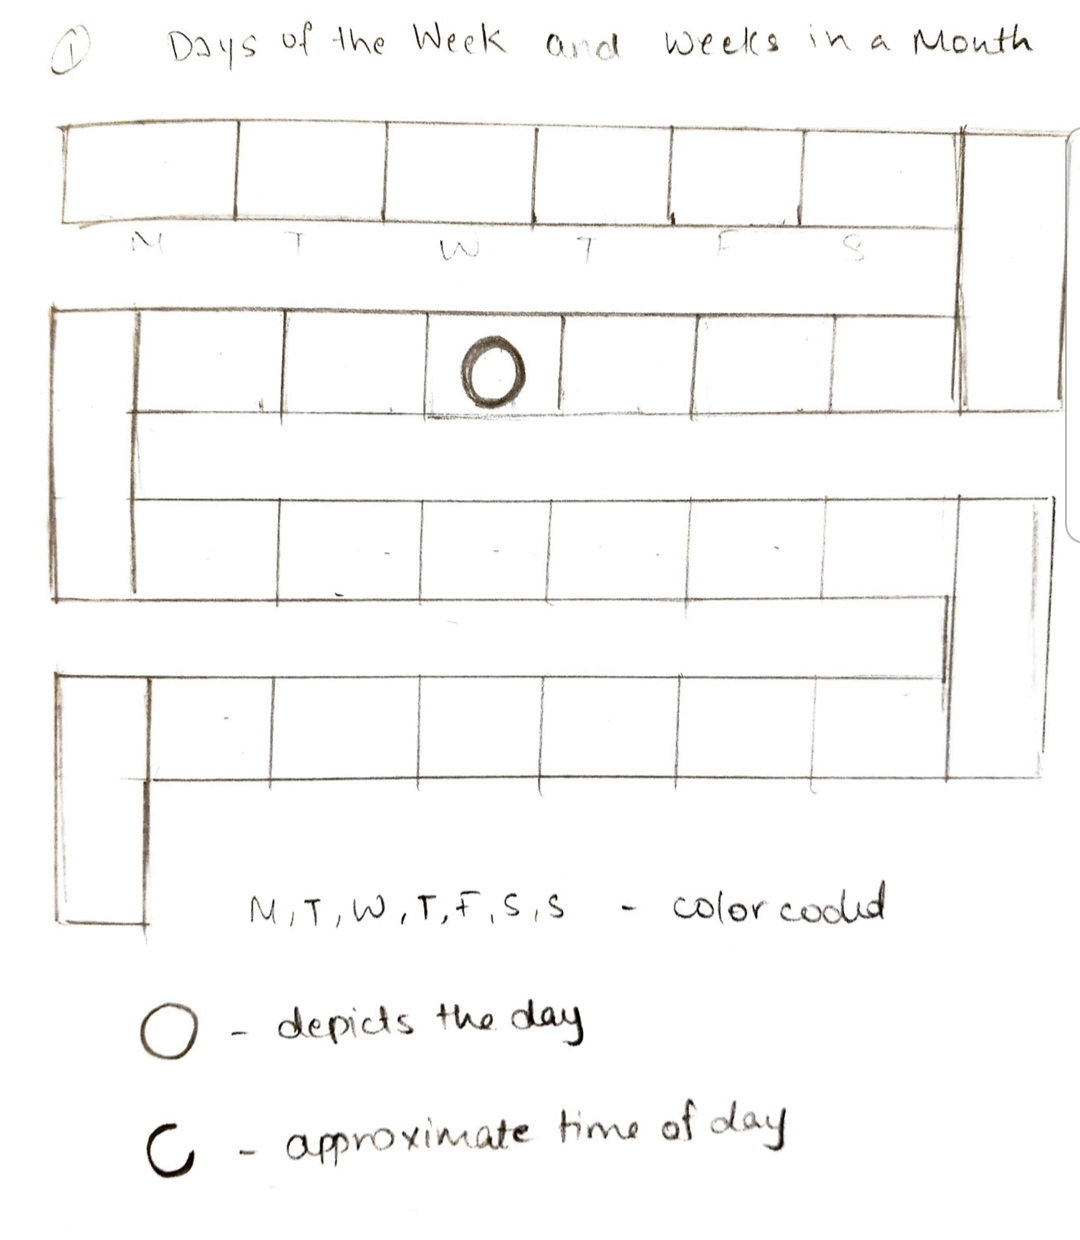 ① Days of the Week and Weeks in a Month
M T W T F S
M, T, W, T, F, S, S - color coded
O - depicts the day
C - approximate time of day